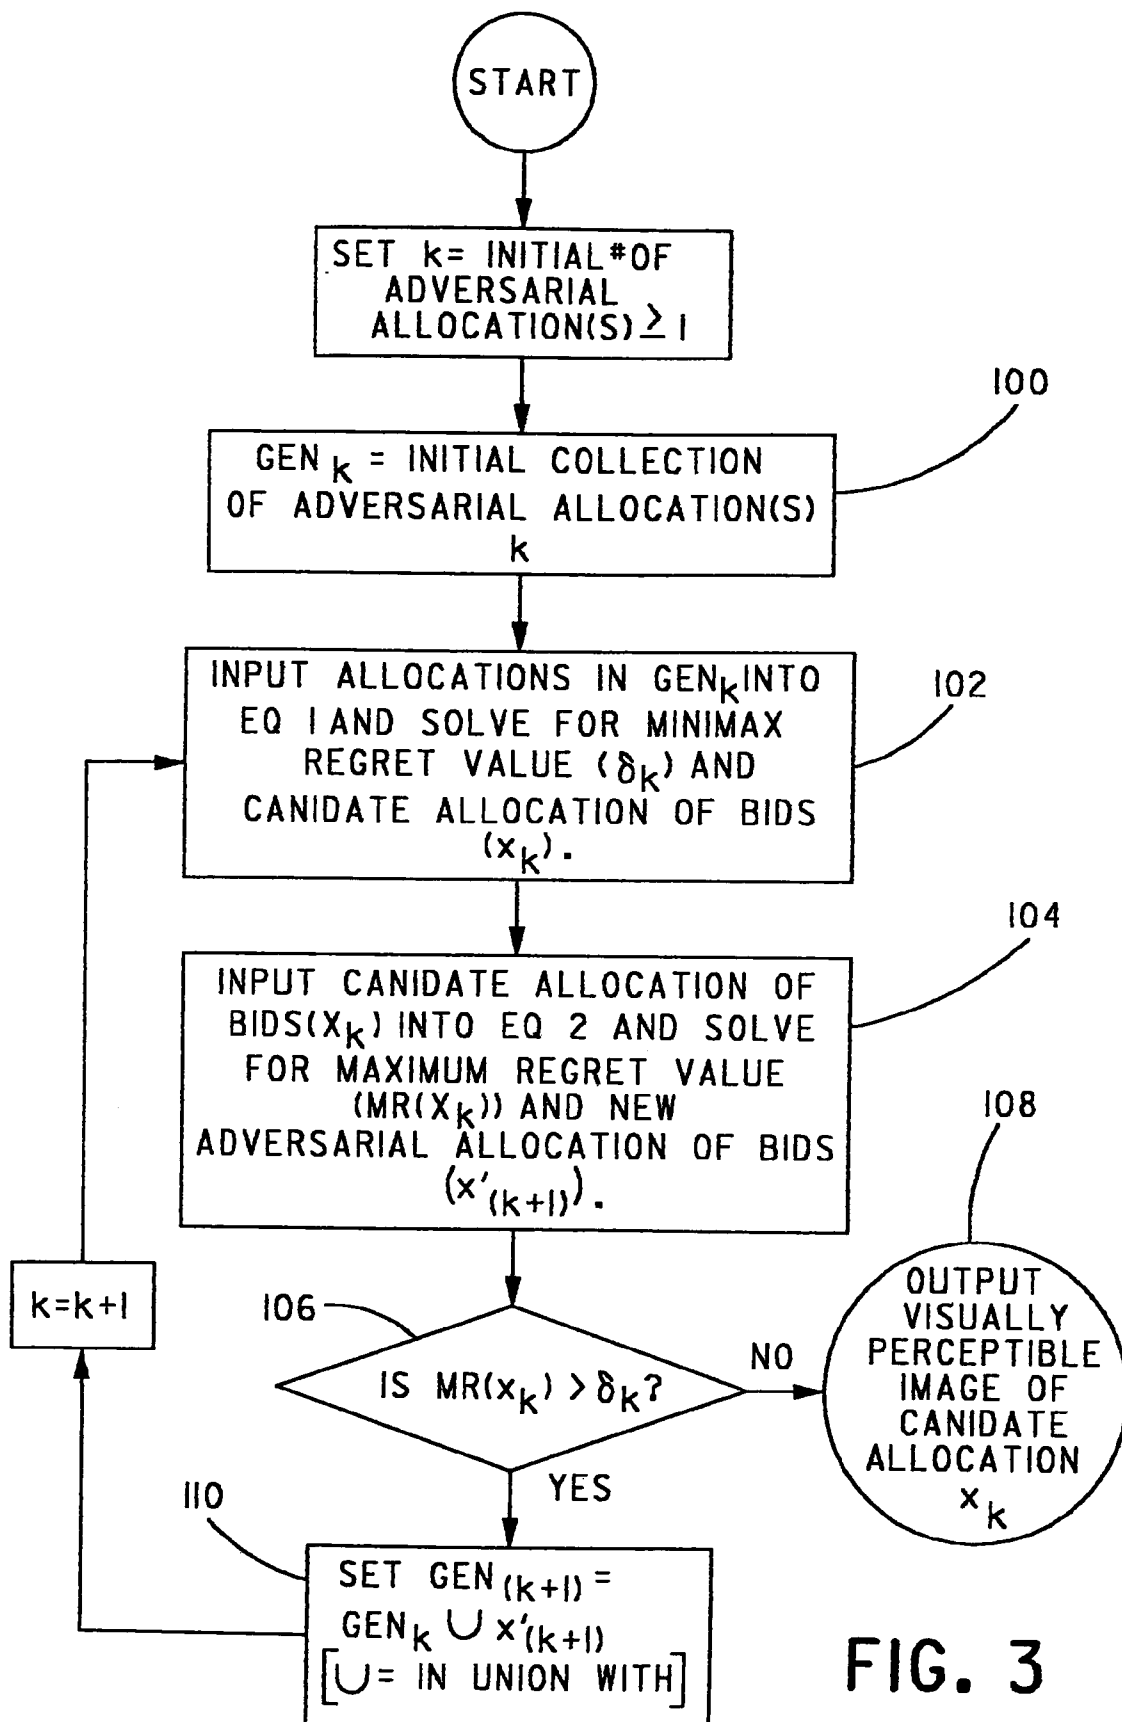 START
SET k= INITIAL # OF
ADVERSARIAL
ALLOCATION(S) ≥ 1
100
GEN k = INITIAL COLLECTION
OF ADVERSARIAL ALLOCATION(S)
k
INPUT ALLOCATIONS IN GEN k INTO
EQ 1 AND SOLVE FOR MINIMAX
REGRET VALUE (δk) AND
CANIDATE ALLOCATION OF BIDS
(xk).
102
INPUT CANIDATE ALLOCATION OF
BIDS(Xk) INTO EQ 2 AND SOLVE
FOR MAXIMUM REGRET VALUE
(MR(Xk)) AND NEW
ADVERSARIAL ALLOCATION OF BIDS
(x'(k+1)).
104
k=k+1
106
IS MR(xk) > δk?
NO
YES
108
OUTPUT
VISUALLY
PERCEPTIBLE
IMAGE OF
CANIDATE
ALLOCATION
xk
110
SET GEN(k+1) =
GENk ∪ x'(k+1)
[∪= IN UNION WITH]
FIG. 3